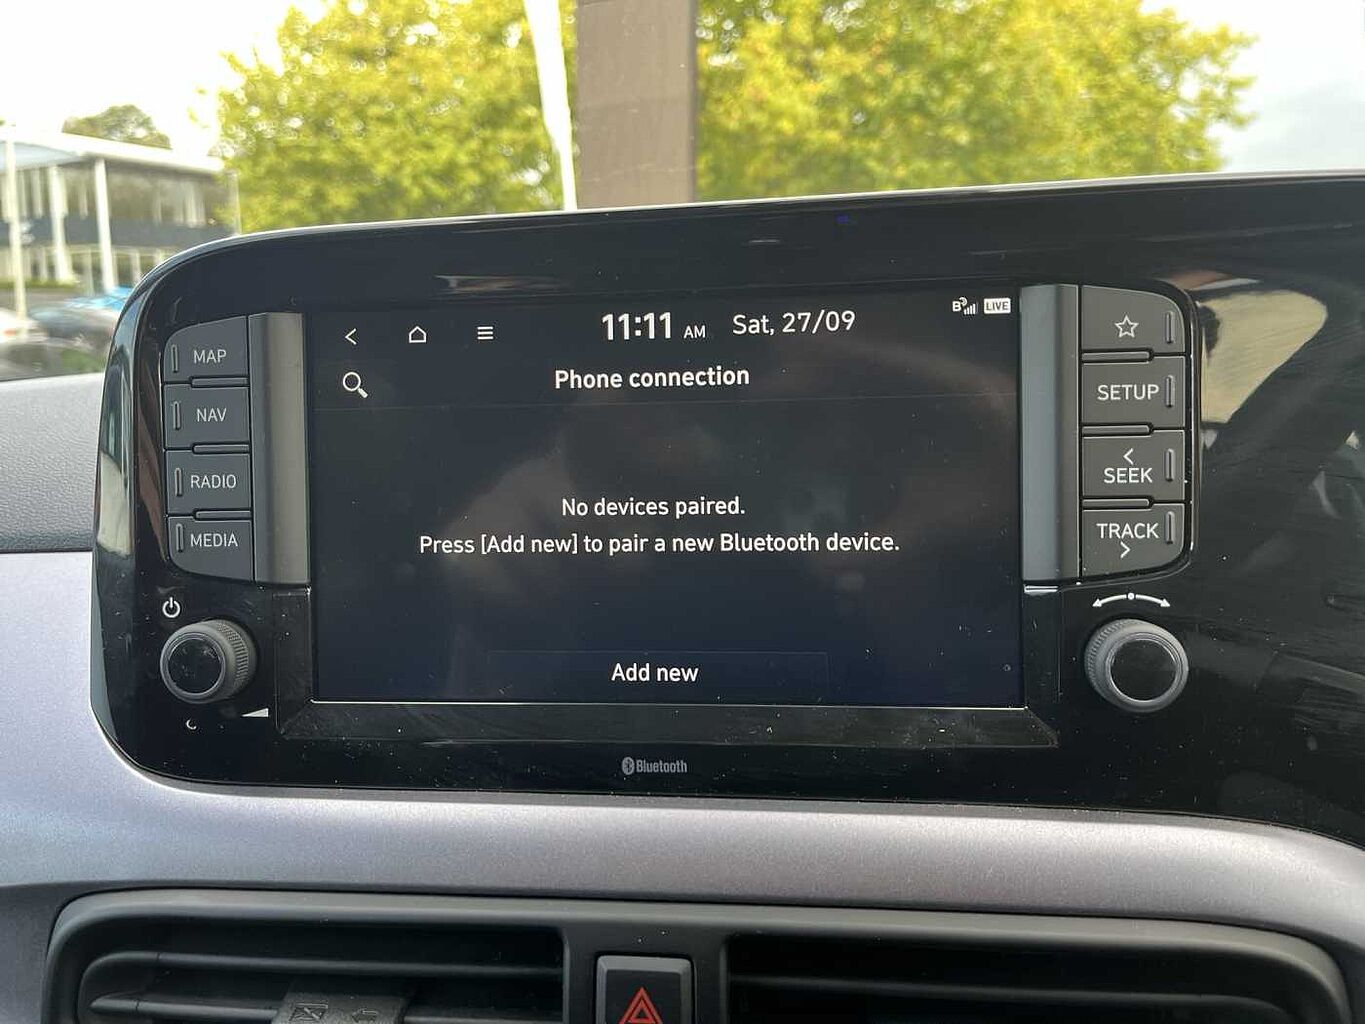 11:11 AM Sat, 27/09
LIVE
Phone connection
No devices paired.
Press [Add new] to pair a new Bluetooth device.
Add new
MAP
NAV
RADIO
MEDIA
SETUP
< SEEK
TRACK >
Bluetooth